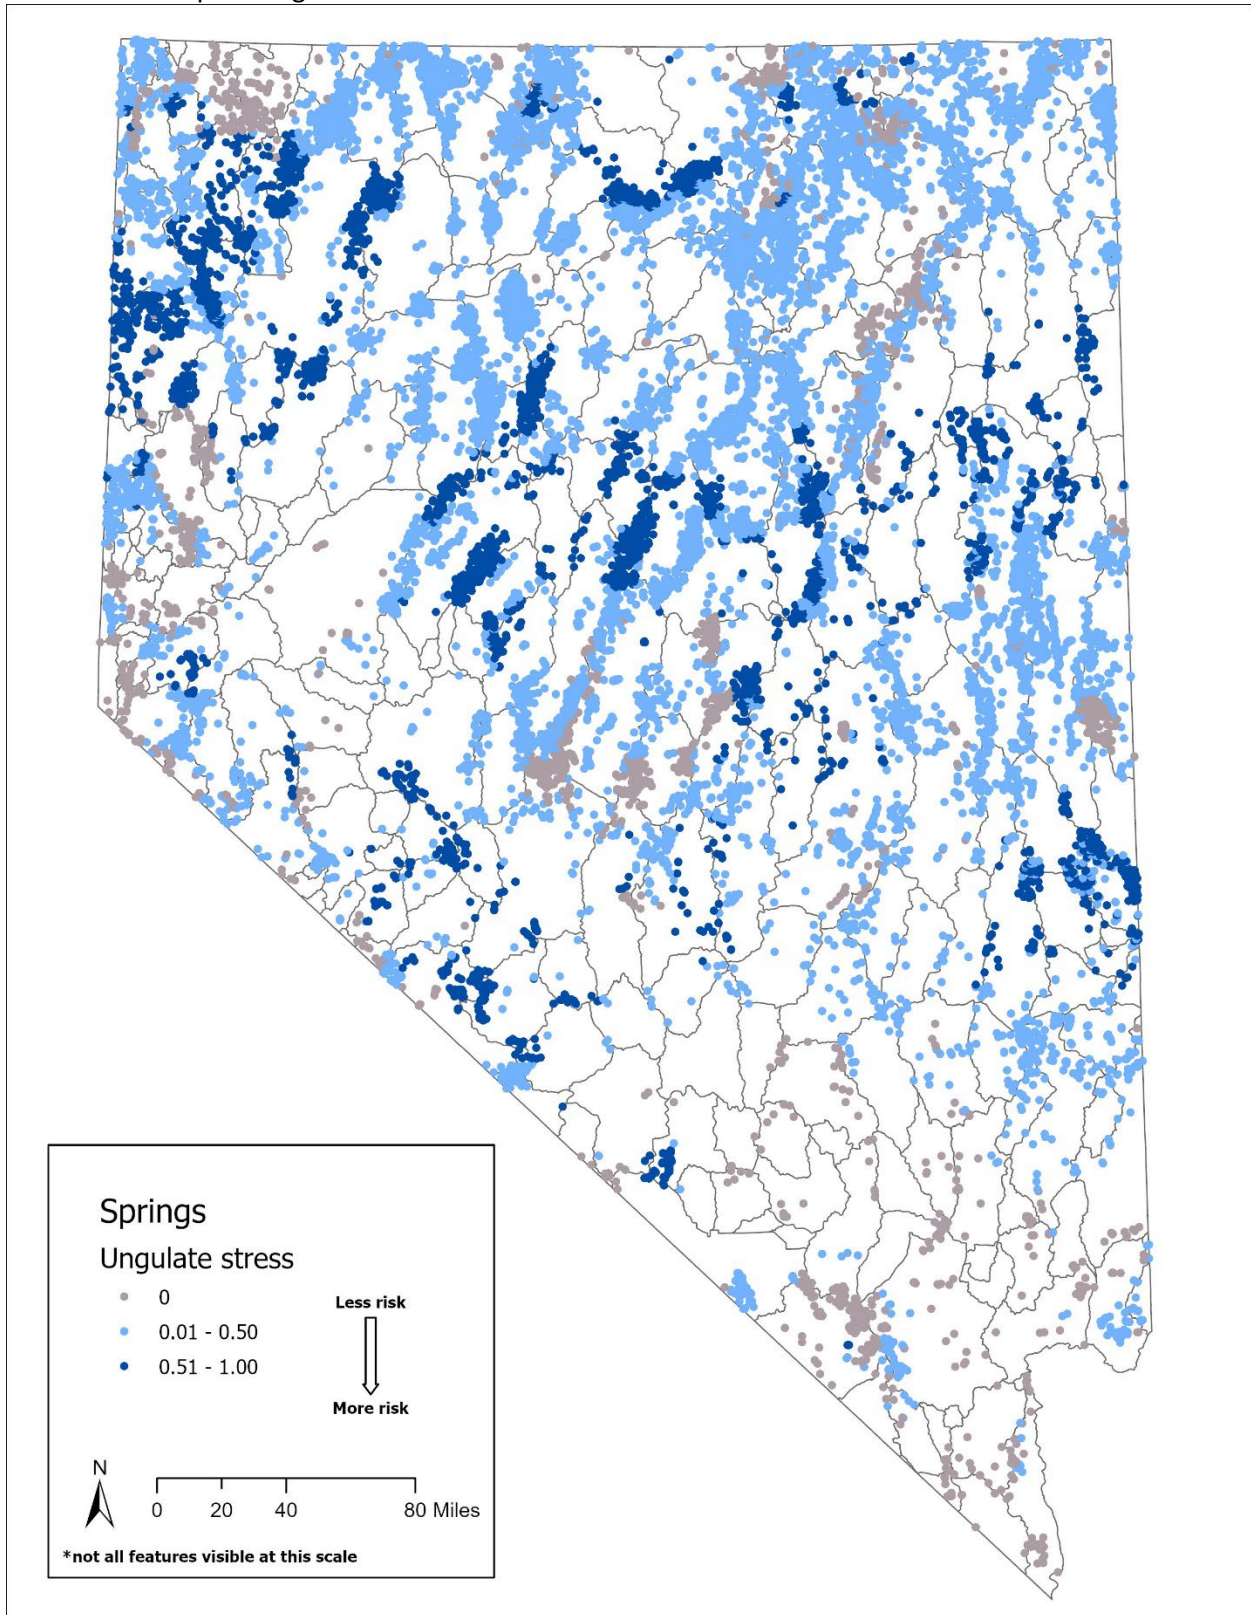 Springs
Ungulate stress
0
0.01 - 0.50
0.51 - 1.00
Less risk
More risk
N
0 20 40 80 Miles
*not all features visible at this scale